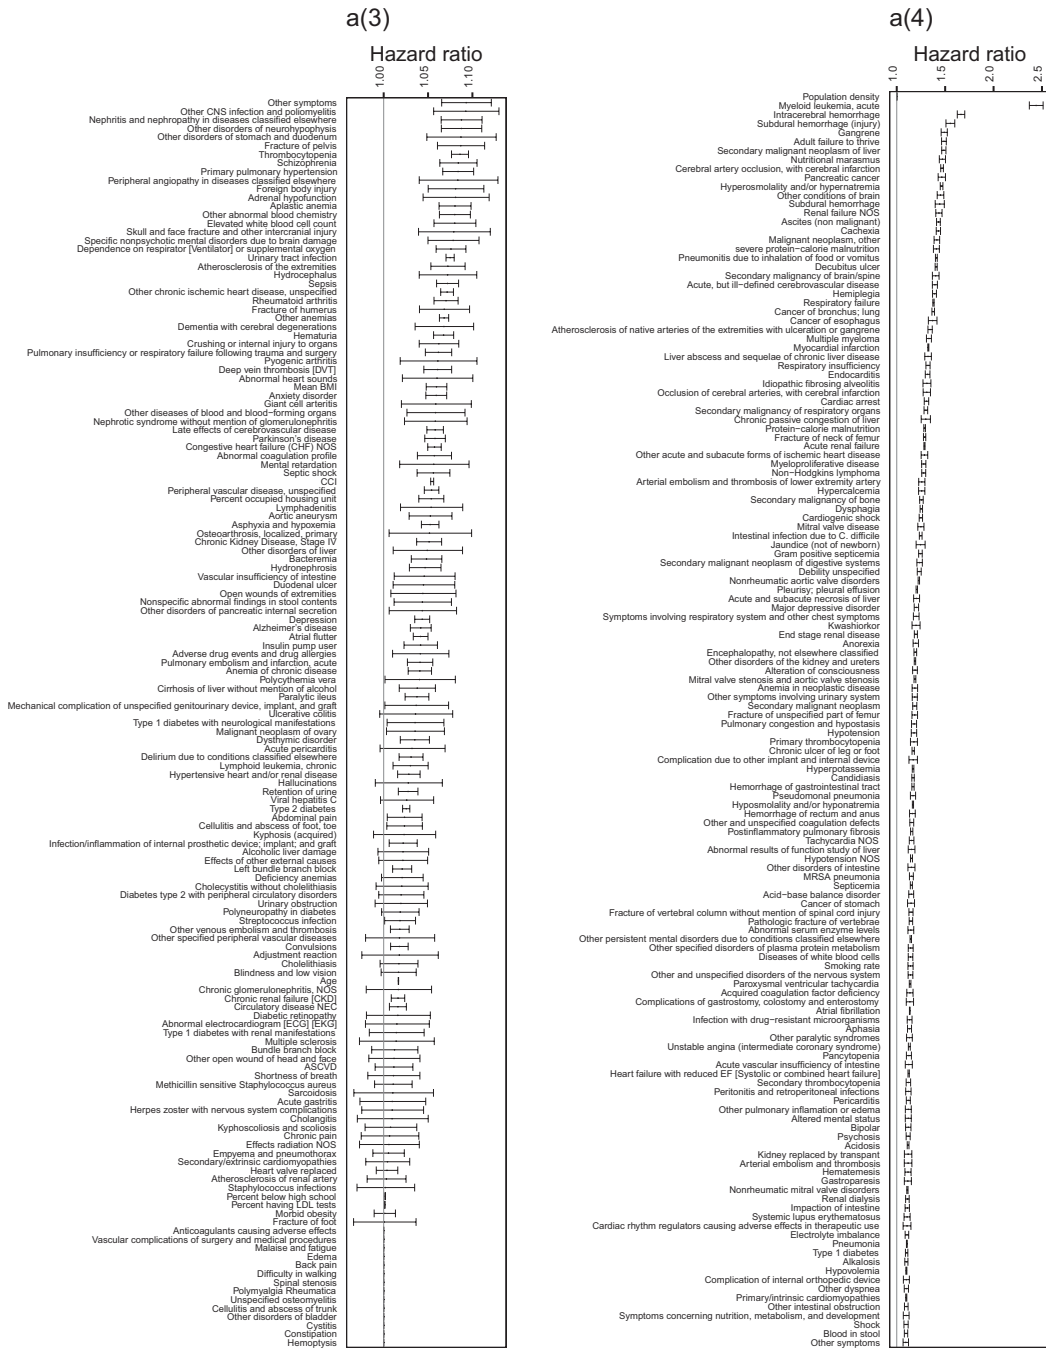 a(3)
Hazard ratio
1.00
1.05
1.10
Other symptoms
Other CNS infection and poliomyelitis
Nephritis and nephropathy in diseases classified elsewhere
Other disorders of neurohypophysis
Other disorders of stomach and duodenum
Fracture of pelvis
Thrombocytopenia
Schizophrenia
Primary pulmonary hypertension
Peripheral angiopathy in diseases classified elsewhere
Foreign body injury
Adrenal hypofunction
Aplastic anemia
Other abnormal blood chemistry
Elevated white blood cell count
Skull and face fracture and other intercranial injury
Specific nonpsychotic mental disorders due to brain damage
Dependence on respirator [Ventilator] or supplemental oxygen
Urinary tract infection
Atherosclerosis of the extremities
Hydrocephalus
Sepsis
Other chronic ischemic heart disease, unspecified
Rheumatoid arthritis
Fracture of humerus
Other anemias
Dementia with cerebral degenerations
Hematuria
Crushing or internal injury to organs
Pulmonary insufficiency or respiratory failure following trauma and surgery
Pyogenic arthritis
Deep vein thrombosis [DVT]
Abnormal heart sounds
Mean BMI
Anxiety disorder
Giant cell arteritis
Other diseases of blood and blood−forming organs
Nephrotic syndrome without mention of glomerulonephritis
Late effects of cerebrovascular disease
Parkinson's disease
Congestive heart failure (CHF) NOS
Abnormal coagulation profile
Mental retardation
Septic shock
CCI
Peripheral vascular disease, unspecified
Percent occupied housing unit
Lymphadenitis
Aortic aneurysm
Asphyxia and hypoxemia
Osteoarthrosis, localized, primary
Chronic Kidney Disease, Stage IV
Other disorders of liver
Bacteremia
Hydronephrosis
Vascular insufficiency of intestine
Duodenal ulcer
Open wounds of extremities
Nonspecific abnormal findings in stool contents
Other disorders of pancreatic internal secretion
Depression
Alzheimer's disease
Atrial flutter
Insulin pump user
Adverse drug events and drug allergies
Pulmonary embolism and infarction, acute
Anemia of chronic disease
Polycythemia vera
Cirrhosis of liver without mention of alcohol
Paralytic ileus
Mechanical complication of unspecified genitourinary device, implant, and graft
Ulcerative colitis
Type 1 diabetes with neurological manifestations
Malignant neoplasm of ovary
Dysthymic disorder
Acute pericarditis
Delirium due to conditions classified elsewhere
Lymphoid leukemia, chronic
Hypertensive heart and/or renal disease
Hallucinations
Retention of urine
Viral hepatitis C
Type 2 diabetes
Abdominal pain
Cellulitis and abscess of foot, toe
Kyphosis (acquired)
Infection/inflammation of internal prosthetic device; implant; and graft
Alcoholic liver damage
Effects of other external causes
Left bundle branch block
Deficiency anemias
Cholecystitis without cholelithiasis
Diabetes type 2 with peripheral circulatory disorders
Urinary obstruction
Polyneuropathy in diabetes
Streptococcus infection
Other venous embolism and thrombosis
Other specified peripheral vascular diseases
Convulsions
Adjustment reaction
Cholelithiasis
Blindness and low vision
Age
Chronic glomerulonephritis, NOS
Chronic renal failure [CKD]
Circulatory disease NEC
Diabetic retinopathy
Abnormal electrocardiogram [ECG] [EKG]
Type 1 diabetes with renal manifestations
Multiple sclerosis
Bundle branch block
Other open wound of head and face
ASCVD
Shortness of breath
Methicillin sensitive Staphylococcus aureus
Sarcoidosis
Acute gastritis
Herpes zoster with nervous system complications
Cholangitis
Kyphoscoliosis and scoliosis
Chronic pain
Effects radiation NOS
Empyema and pneumothorax
Secondary/extrinsic cardiomyopathies
Heart valve replaced
Atherosclerosis of renal artery
Staphylococcus infections
Percent below high school
Percent having LDL tests
Morbid obesity
Fracture of foot
Anticoagulants causing adverse effects
Vascular complications of surgery and medical procedures
Malaise and fatigue
Edema
Back pain
Difficulty in walking
Spinal stenosis
Polymyalgia Rheumatica
Unspecified osteomyelitis
Cellulitis and abscess of trunk
Other disorders of bladder
Cystitis
Constipation
Hemoptysis
a(4)
Hazard ratio
1.0
1.5
2.0
2.5
Population density
Myeloid leukemia, acute
Intracerebral hemorrhage
Subdural hemorrhage (injury)
Gangrene
Adult failure to thrive
Secondary malignant neoplasm of liver
Nutritional marasmus
Cerebral artery occlusion, with cerebral infarction
Pancreatic cancer
Hyperosmolality and/or hypernatremia
Other conditions of brain
Subdural hemorrhage
Renal failure NOS
Ascites (non malignant)
Cachexia
Malignant neoplasm, other
severe protein−calorie malnutrition
Pneumonitis due to inhalation of food or vomitus
Decubitus ulcer
Secondary malignancy of brain/spine
Acute, but ill−defined cerebrovascular disease
Hemiplegia
Respiratory failure
Cancer of bronchus; lung
Cancer of esophagus
Atherosclerosis of native arteries of the extremities with ulceration or gangrene
Multiple myeloma
Myocardial infarction
Liver abscess and sequelae of chronic liver disease
Respiratory insufficiency
Endocarditis
Idiopathic fibrosing alveolitis
Occlusion of cerebral arteries, with cerebral infarction
Cardiac arrest
Secondary malignancy of respiratory organs
Chronic passive congestion of liver
Protein−calorie malnutrition
Fracture of neck of femur
Acute renal failure
Other acute and subacute forms of ischemic heart disease
Myeloproliferative disease
Non−Hodgkins lymphoma
Arterial embolism and thrombosis of lower extremity artery
Hypercalcemia
Secondary malignancy of bone
Dysphagia
Cardiogenic shock
Mitral valve disease
Intestinal infection due to C. difficile
Jaundice (not of newborn)
Gram positive septicemia
Secondary malignant neoplasm of digestive systems
Debility unspecified
Nonrheumatic aortic valve disorders
Pleurisy; pleural effusion
Acute and subacute necrosis of liver
Major depressive disorder
Symptoms involving respiratory system and other chest symptoms
Kwashiorkor
End stage renal disease
Anorexia
Encephalopathy, not elsewhere classified
Other disorders of the kidney and ureters
Alteration of consciousness
Mitral valve stenosis and aortic valve stenosis
Anemia in neoplastic disease
Other symptoms involving urinary system
Secondary malignant neoplasm
Fracture of unspecified part of femur
Pulmonary congestion and hypostasis
Hypotension
Primary thrombocytopenia
Chronic ulcer of leg or foot
Complication due to other implant and internal device
Hyperpotassemia
Candidiasis
Hemorrhage of gastrointestinal tract
Pseudomonal pneumonia
Hyposmolality and/or hyponatremia
Hemorrhage of rectum and anus
Other and unspecified coagulation defects
Postinflammatory pulmonary fibrosis
Tachycardia NOS
Abnormal results of function study of liver
Hypotension NOS
Other disorders of intestine
MRSA pneumonia
Septicemia
Acid−base balance disorder
Cancer of stomach
Fracture of vertebral column without mention of spinal cord injury
Pathologic fracture of vertebrae
Abnormal serum enzyme levels
Other persistent mental disorders due to conditions classified elsewhere
Other specified disorders of plasma protein metabolism
Diseases of white blood cells
Smoking rate
Other and unspecified disorders of the nervous system
Paroxysmal ventricular tachycardia
Acquired coagulation factor deficiency
Complications of gastrostomy, colostomy and enterostomy
Atrial fibrillation
Infection with drug−resistant microorganisms
Aphasia
Other paralytic syndromes
Unstable angina (intermediate coronary syndrome)
Pancytopenia
Acute vascular insufficiency of intestine
Heart failure with reduced EF [Systolic or combined heart failure]
Secondary thrombocytopenia
Peritonitis and retroperitoneal infections
Pericarditis
Other pulmonary inflamation or edema
Altered mental status
Bipolar
Psychosis
Acidosis
Kidney replaced by transpant
Arterial embolism and thrombosis
Hematemesis
Gastroparesis
Nonrheumatic mitral valve disorders
Renal dialysis
Impaction of intestine
Systemic lupus erythematosus
Cardiac rhythm regulators causing adverse effects in therapeutic use
Electrolyte imbalance
Pneumonia
Type 1 diabetes
Alkalosis
Hypovolemia
Complication of internal orthopedic device
Other dyspnea
Primary/intrinsic cardiomyopathies
Other intestinal obstruction
Symptoms concerning nutrition, metabolism, and development
Shock
Blood in stool
Other symptoms